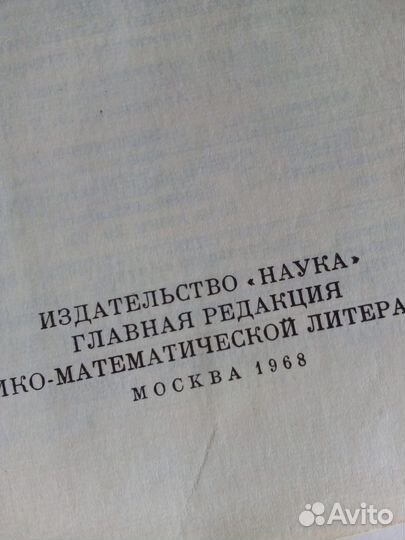 ИЗДАТЕЛЬСТВО «НАУКА»
ГЛАВНАЯ РЕДАКЦИЯ
ИКО-МАТЕМАТИЧЕСКОЙ ЛИТЕРА
МОСКВА 1968
Avito